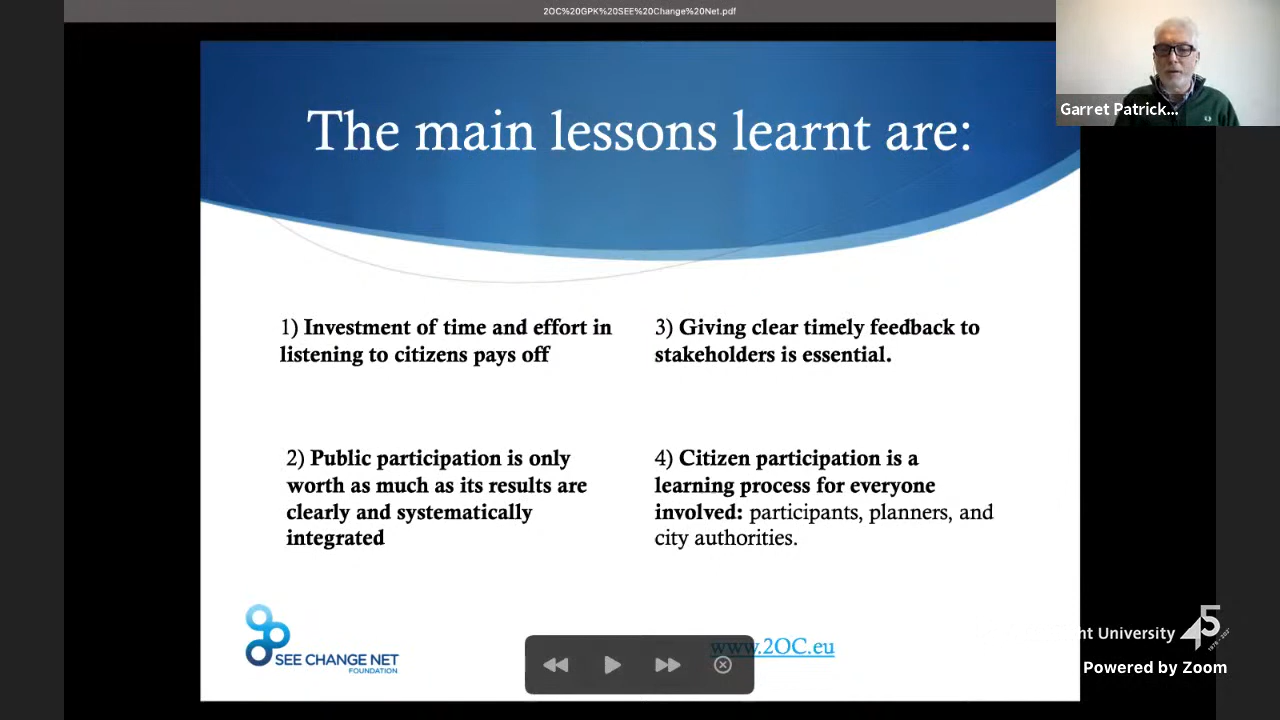 2OC%20GPK%20SEE%20Change%20Net.pdf
Garret Patrick...
The main lessons learnt are:
1) Investment of time and effort in
listening to citizens pays off
2) Public participation is only
worth as much as its results are
clearly and systematically
integrated
3) Giving clear timely feedback to
stakeholders is essential.
4) Citizen participation is a
learning process for everyone
involved: participants, planners, and
city authorities.
SEE CHANGE NET
FOUNDATION
www.2OC.eu
ht University
45
Powered by Zoom